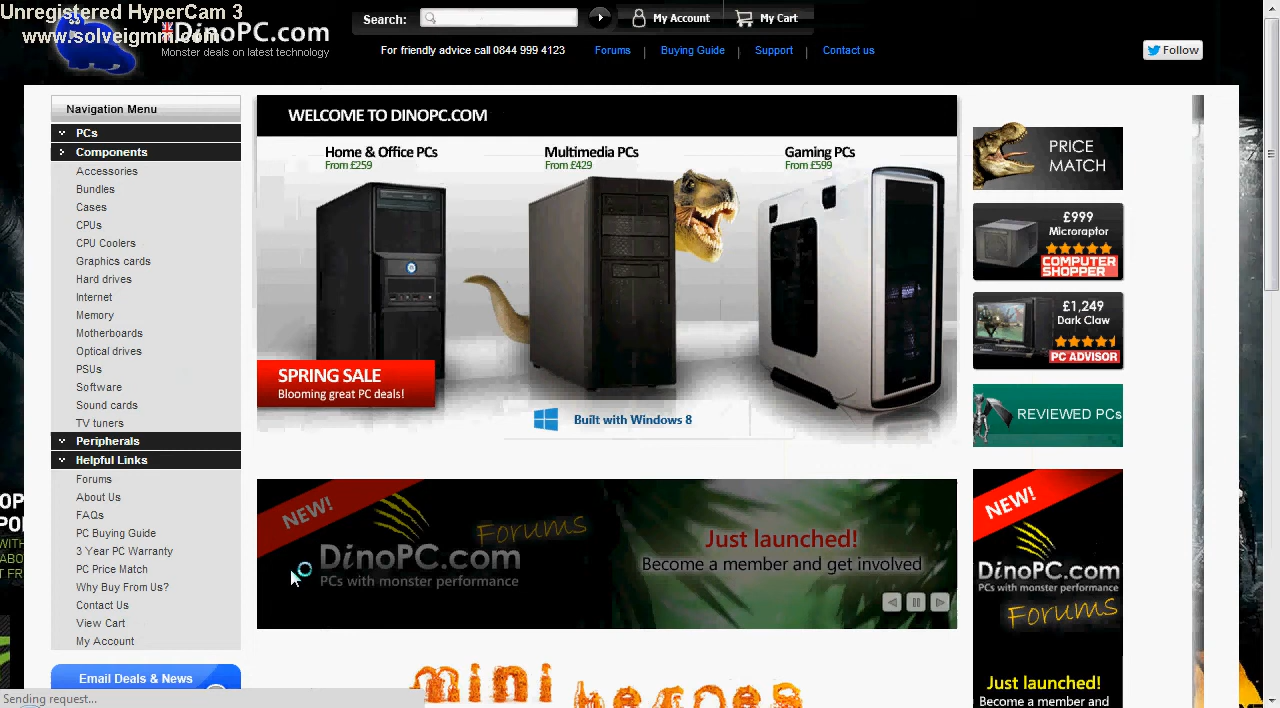 Unregistered HyperCam 3
www.solveigmm.com
DinoPC.com
Monster deals on latest technology
Search:
My Account
My Cart
For friendly advice call 0844 999 4123
Forums
Buying Guide
Support
Contact us
Follow
Navigation Menu
PCs
Components
Accessories
Bundles
Cases
CPUs
CPU Coolers
Graphics cards
Hard drives
Internet
Memory
Motherboards
Optical drives
PSUs
Software
Sound cards
TV tuners
Peripherals
Helpful Links
Forums
About Us
FAQs
PC Buying Guide
3 Year PC Warranty
PC Price Match
Why Buy From Us?
Contact Us
View Cart
My Account
Email Deals & News
WELCOME TO DINOPC.COM
Home & Office PCs
From £259
Multimedia PCs
From £429
Gaming PCs
From £599
SPRING SALE
Blooming great PC deals!
Built with Windows 8
NEW!
Forums
DinoPC.com
PCs with monster performance
Just launched!
Become a member and get involved
mini heroes
PRICE
MATCH
£999
Microraptor
COMPUTER
SHOPPER
£1,249
Dark Claw
PC ADVISOR
REVIEWED PCs
NEW!
DinoPC.com
PCs with monster performance
Forums
Just launched!
Become a member and
Sending request...